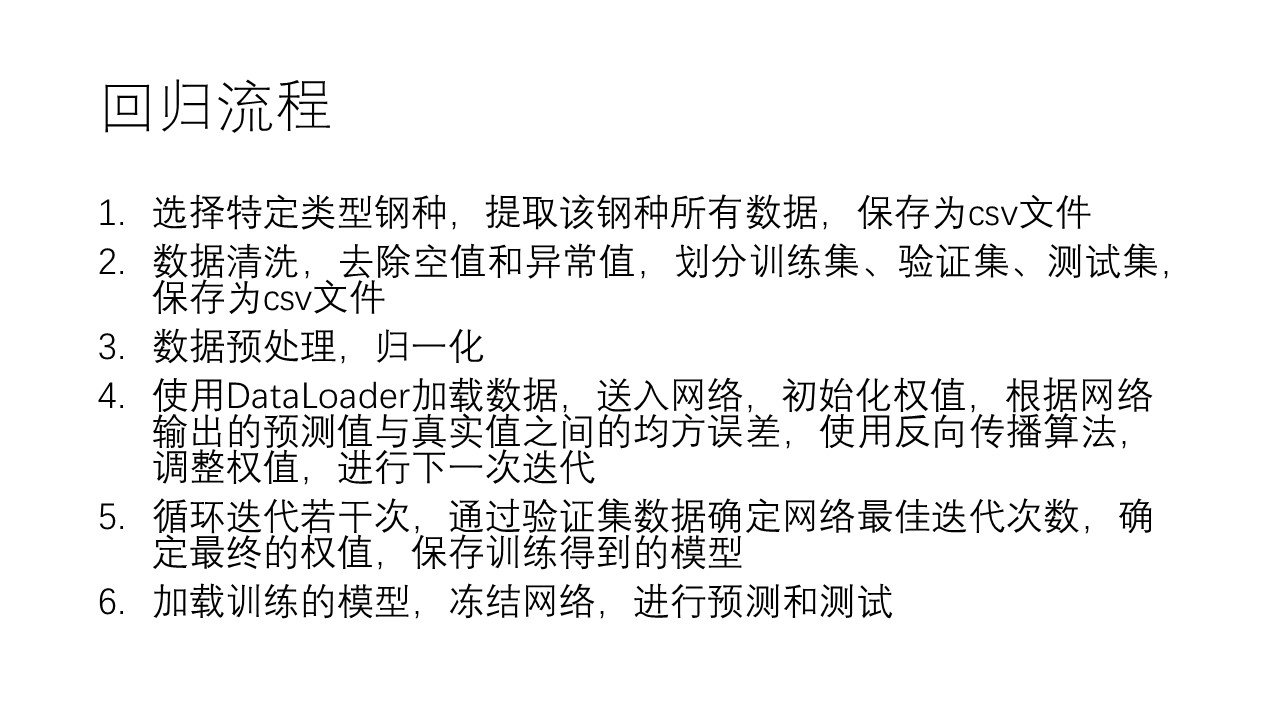 回归流程
1. 选择特定类型钢种，提取该钢种所有数据，保存为csv文件
2. 数据清洗，去除空值和异常值，划分训练集、验证集、测试集，
保存为csv文件
3. 数据预处理，归一化
4. 使用DataLoader加载数据，送入网络，初始化权值，根据网络
输出的预测值与真实值之间的均方误差，使用反向传播算法，
调整权值，进行下一次迭代
5. 循环迭代若干次，通过验证集数据确定网络最佳迭代次数，确
定最终的权值，保存训练得到的模型
6. 加载训练的模型，冻结网络，进行预测和测试